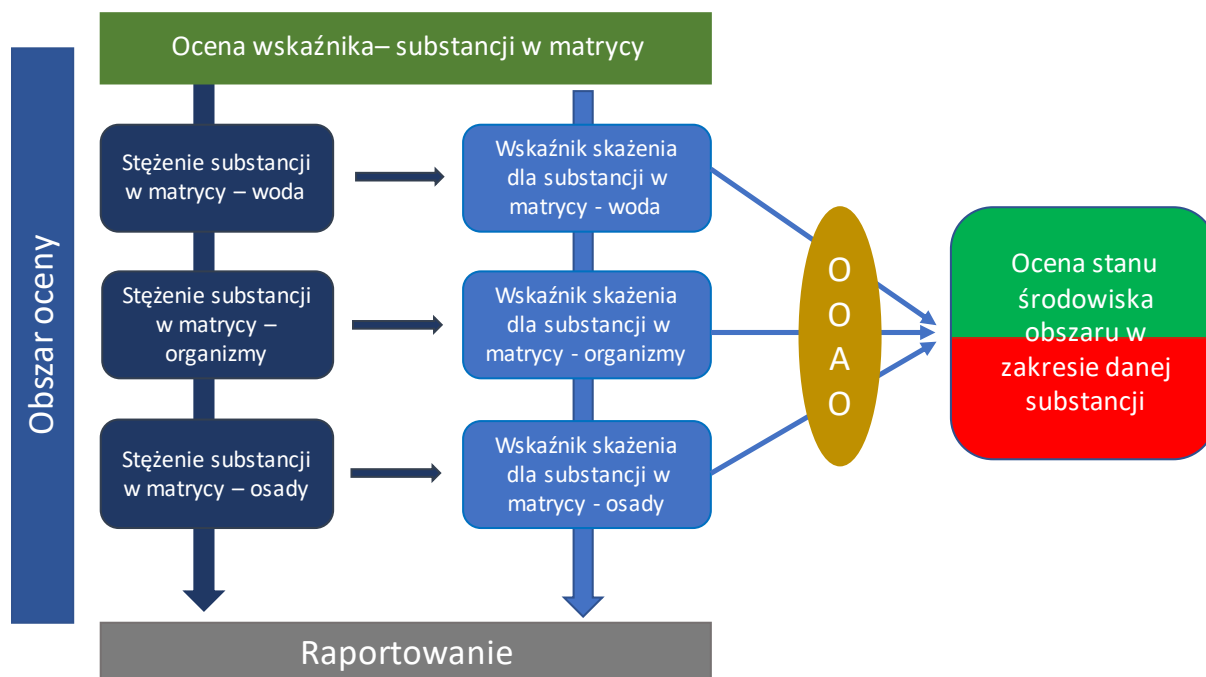 Obszar oceny
Ocena wskaźnika– substancji w matrycy
Stężenie substancji
w matrycy – woda
Wskaźnik skażenia
dla substancji w
matrycy - woda
Stężenie substancji
w matrycy –
organizmy
Wskaźnik skażenia
dla substancji w
matrycy - organizmy
Stężenie substancji
w matrycy – osady
Wskaźnik skażenia
dla substancji w
matrycy - osady
O
O
A
O
Ocena stanu
środowiska
obszaru w
zakresie danej
substancji
Raportowanie